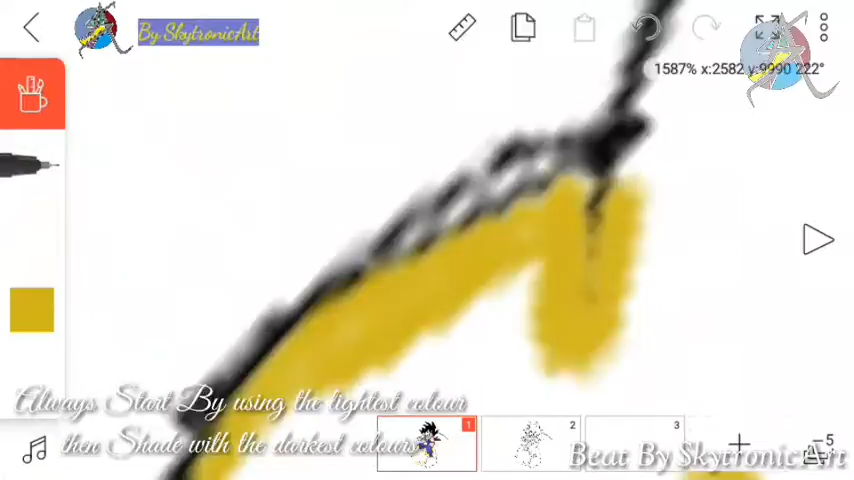 By SkytronicArt
1587% x:2582 y:9990 222°
Always Start By using the lightest colour
then Shade with the darkest colours
1
2
3
-5
Beat By SkytronicArt